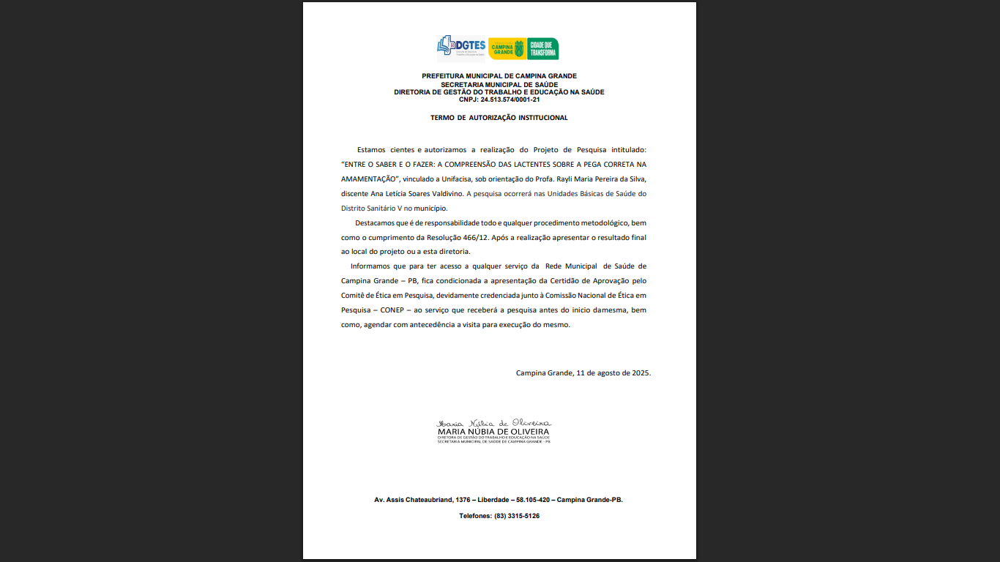 DGTES
CAMPINA GRANDE
CIDADE QUE TRANSFORMA
PREFEITURA MUNICIPAL DE CAMPINA GRANDE
SECRETARIA MUNICIPAL DE SAÚDE
DIRETORIA DE GESTÃO DO TRABALHO E EDUCAÇÃO NA SAÚDE
CNPJ: 24.513.574/0001-21
TERMO DE AUTORIZAÇÃO INSTITUCIONAL
Estamos cientes e autorizamos a realização do Projeto de Pesquisa intitulado:
“ENTRE O SABER E O FAZER: A COMPREENSÃO DAS LACTENTES SOBRE A PEGA CORRETA NA
AMAMENTAÇÃO”, vinculado a Unifacisa, sob orientação do Profa. Rayli Maria Pereira da Silva,
discente Ana Letícia Soares Valdivino. A pesquisa ocorrerá nas Unidades Básicas de Saúde do
Distrito Sanitário V no município.
Destacamos que é de responsabilidade todo e qualquer procedimento metodológico, bem
como o cumprimento da Resolução 466/12. Após a realização apresentar o resultado final
ao local do projeto ou a esta diretoria.
Informamos que para ter acesso a qualquer serviço da Rede Municipal de Saúde de
Campina Grande – PB, fica condicionada a apresentação da Certidão de Aprovação pelo
Comitê de Ética em Pesquisa, devidamente credenciada junto à Comissão Nacional de Ética em
Pesquisa – CONEP – ao serviço que receberá a pesquisa antes do inicio damesma, bem
como, agendar com antecedência a visita para execução do mesmo.
Campina Grande, 11 de agosto de 2025.
Maria Núbia de Oliveira
MARIA NÚBIA DE OLIVEIRA
DIRETORA DE GESTÃO DO TRABALHO E EDUCAÇÃO NA SAÚDE
SECRETARIA MUNICIPAL DE SAÚDE DE CAMPINA GRANDE - PB
Av. Assis Chateaubriand, 1376 – Liberdade – 58.105-420 – Campina Grande-PB.
Telefones: (83) 3315-5126